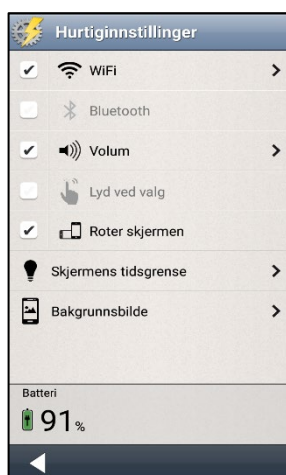 Hurtiginnstillinger
WiFi
Bluetooth
Volum
Lyd ved valg
Roter skjermen
Skjermens tidsgrense
Bakgrunnsbilde
Batteri
91%